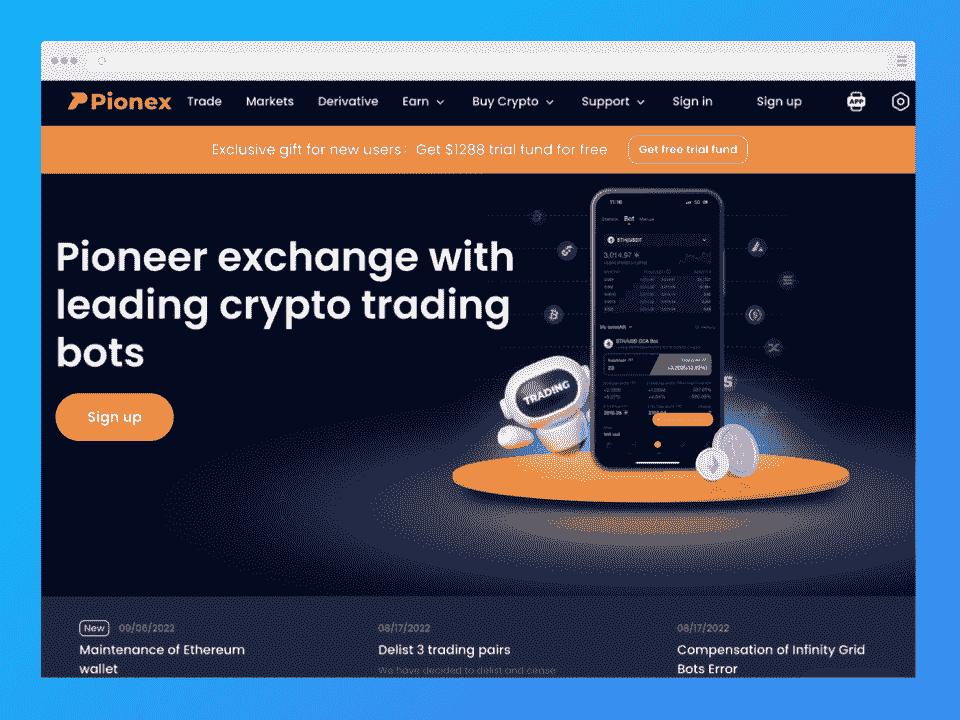 Pionex
Trade
Markets
Derivative
Earn
Buy Crypto
Support
Sign in
Sign up
APP
Exclusive gift for new users: Get $1288 trial fund for free
Get free trial fund
Pioneer exchange with
leading crypto trading
bots
Sign up
11:16
5G
Bot
3,014.97
TRADING
New 09/06/2022
Maintenance of Ethereum
wallet
08/17/2022
Delist 3 trading pairs
We have decided to delist and cease
08/17/2022
Compensation of Infinity Grid
Bots Error